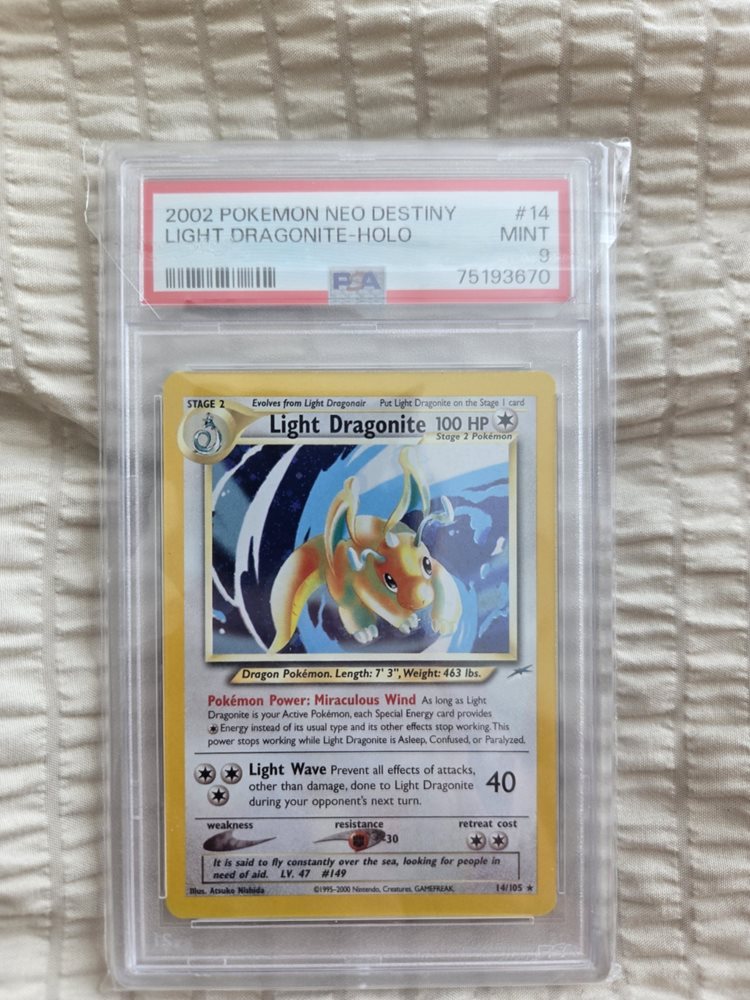 2002 POKEMON NEO DESTINY #14
LIGHT DRAGONITE-HOLO MINT
9
PSA 75193670
STAGE 2 Evolves from Light Dragonair Put Light Dragonite on the Stage 1 card
Light Dragonite 100 HP
Stage 2 Pokémon
Dragon Pokémon. Length: 7' 3", Weight: 463 lbs.
Pokémon Power: Miraculous Wind As long as Light
Dragonite is your Active Pokémon, each Special Energy card provides
Energy instead of its usual type and its other effects stop working. This
power stops working while Light Dragonite is Asleep, Confused, or Paralyzed.
Light Wave Prevent all effects of attacks,
other than damage, done to Light Dragonite 40
during your opponent's next turn.
weakness resistance retreat cost
-30
It is said to fly constantly over the sea, looking for people in
need of aid. LV. 47 #149
Illus. Atsuko Nishida ©1995-2000 Nintendo, Creatures, GAMEFREAK. 14/105 ★